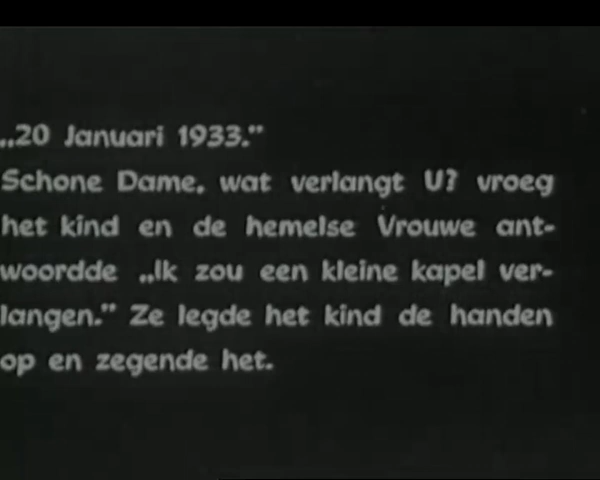 „20 Januari 1933.”
Schone Dame, wat verlangt U? vroeg
het kind en de hemelse Vrouwe ant-
woordde „Ik zou een kleine kapel ver-
langen.” Ze legde het kind de handen
op en zegende het.